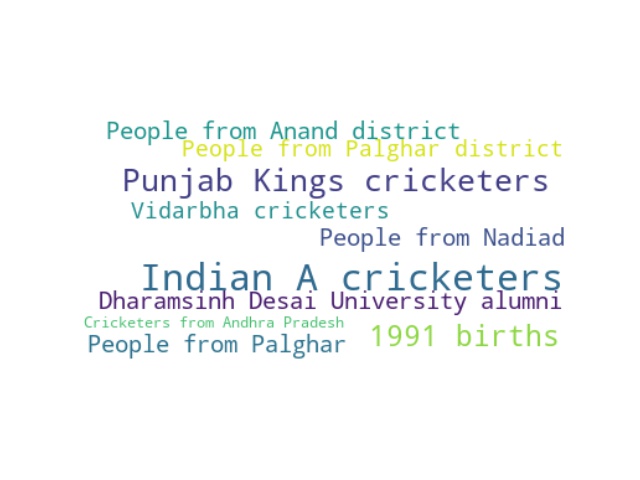 People from Anand district
People from Palghar district
Punjab Kings cricketers
Vidarbha cricketers
People from Nadiad
Indian A cricketers
Dharamsinh Desai University alumni
Cricketers from Andhra Pradesh
1991 births
People from Palghar